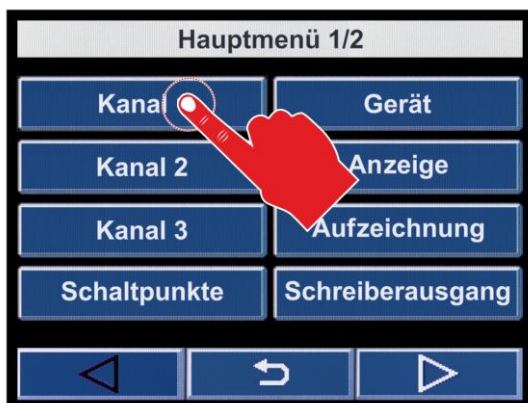 Hauptmenü 1/2
Kanal
Gerät
Kanal 2
Anzeige
Kanal 3
Aufzeichnung
Schaltpunkte
Schreiberausgang